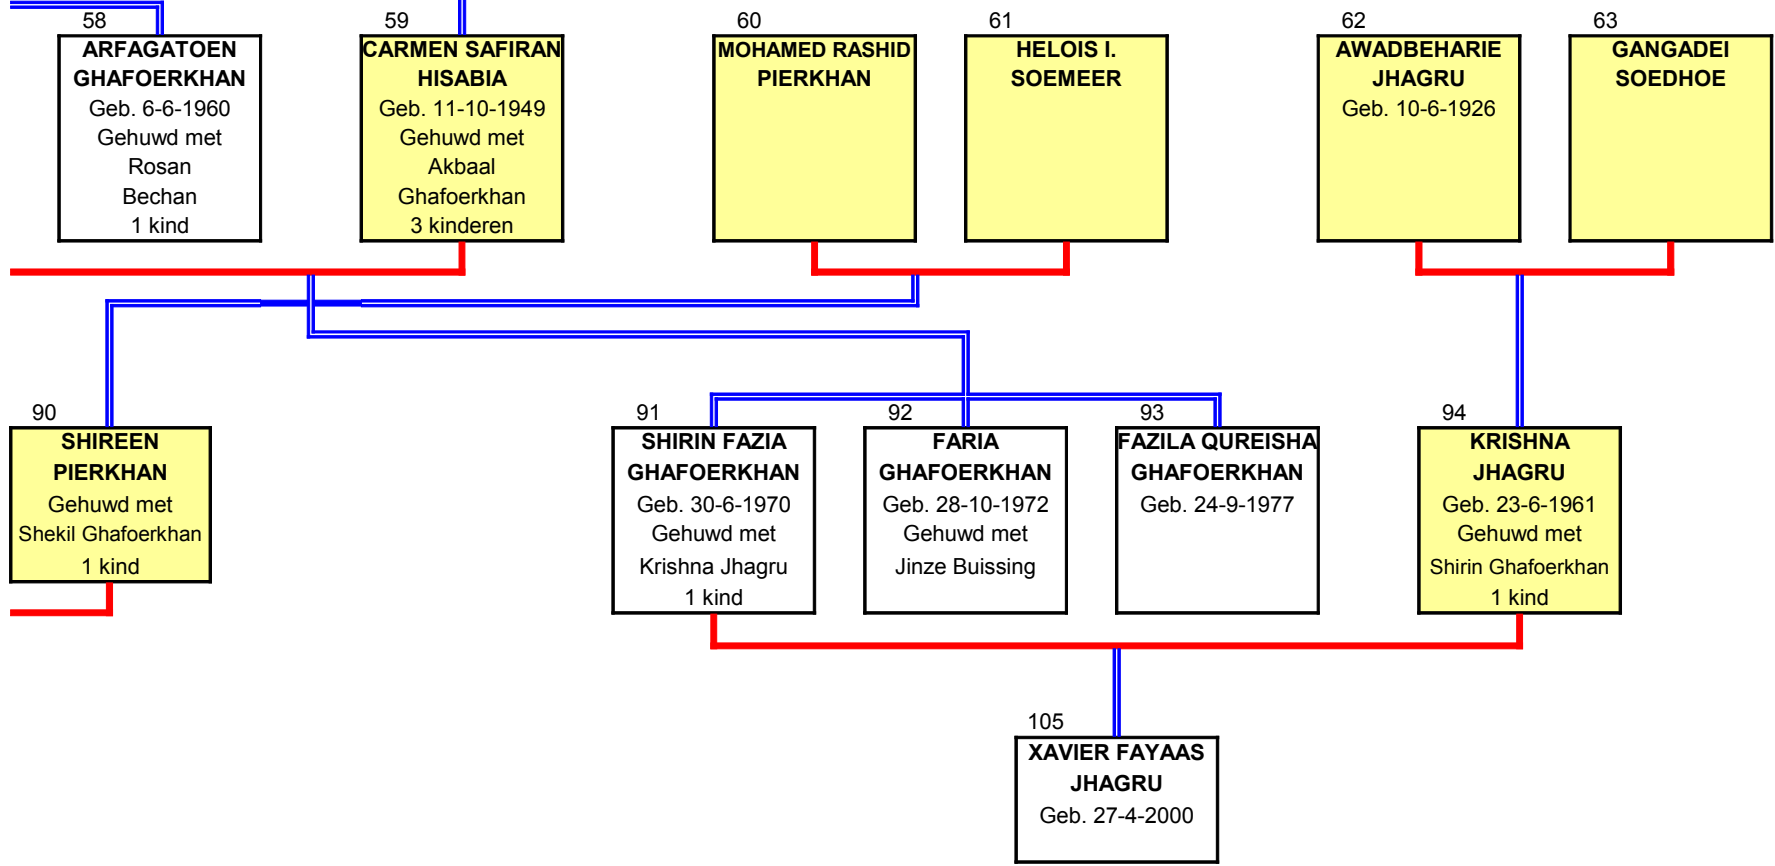 58
ARFAGATOEN
GHAFOERKHAN
Geb. 6-6-1960
Gehuwd met
Rosan
Bechan
1 kind
59
CARMEN SAFIRAN
HISABIA
Geb. 11-10-1949
Gehuwd met
Akbaal
Ghafoerkhan
3 kinderen
60
MOHAMED RASHID
PIERKHAN
61
HELOIS I.
SOEMEER
62
AWADBEHARIE
JHAGRU
Geb. 10-6-1926
63
GANGADEI
SOEDHOE
90
SHIREEN
PIERKHAN
Gehuwd met
Shekil Ghafoerkhan
1 kind
91
SHIRIN FAZIA
GHAFOERKHAN
Geb. 30-6-1970
Gehuwd met
Krishna Jhagru
1 kind
92
FARIA
GHAFOERKHAN
Geb. 28-10-1972
Gehuwd met
Jinze Buissing
93
FAZILA QUREISHA
GHAFOERKHAN
Geb. 24-9-1977
94
KRISHNA
JHAGRU
Geb. 23-6-1961
Gehuwd met
Shirin Ghafoerkhan
1 kind
105
XAVIER FAYAAS
JHAGRU
Geb. 27-4-2000